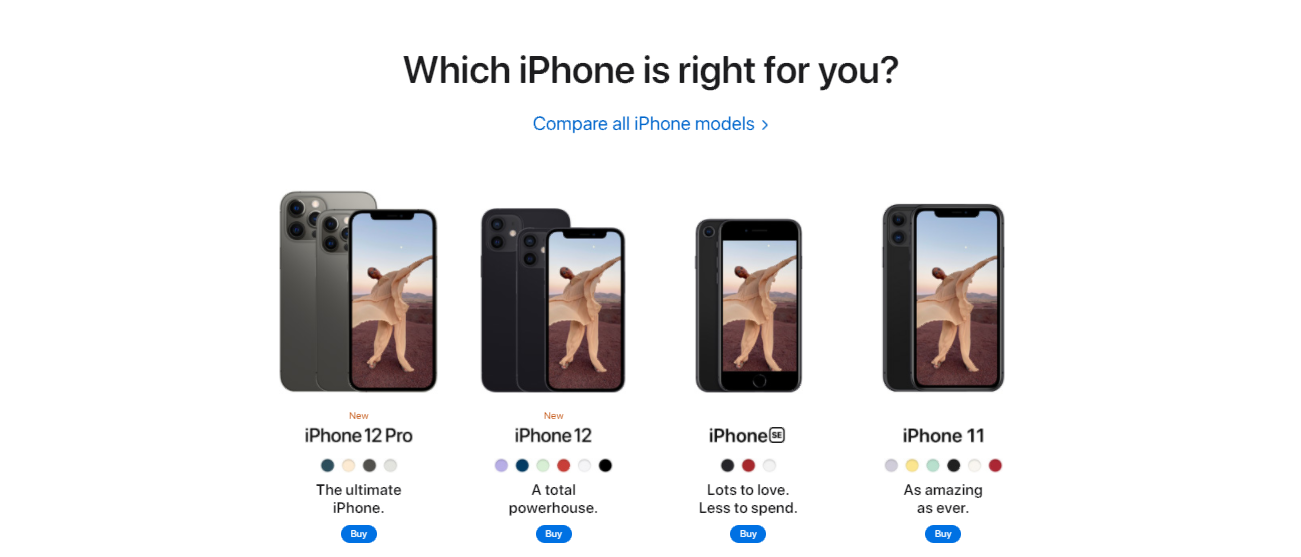 Which iPhone is right for you?
Compare all iPhone models >
New
iPhone 12 Pro
The ultimate
iPhone.
Buy
New
iPhone 12
A total
powerhouse.
Buy
iPhone SE
Lots to love.
Less to spend.
Buy
iPhone 11
As amazing
as ever.
Buy